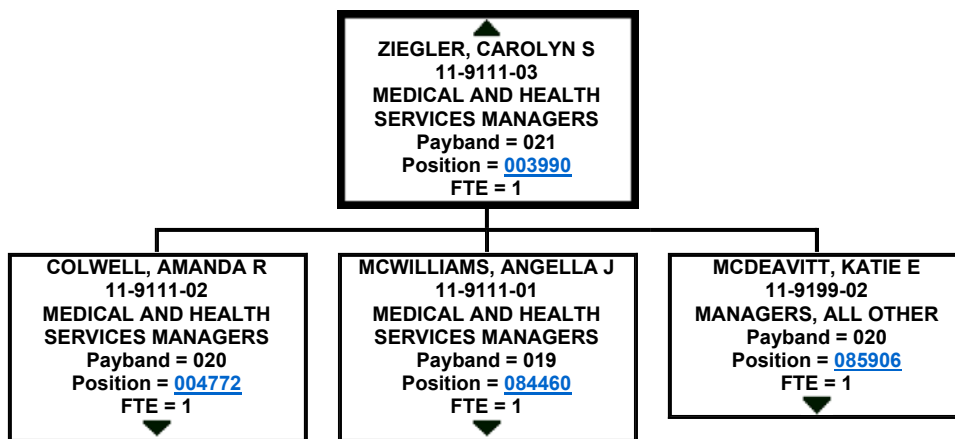 ZIEGLER, CAROLYN S
11-9111-03
MEDICAL AND HEALTH
SERVICES MANAGERS
Payband = 021
Position = 003990
FTE = 1
COLWELL, AMANDA R
11-9111-02
MEDICAL AND HEALTH
SERVICES MANAGERS
Payband = 020
Position = 004772
FTE = 1
MCWILLIAMS, ANGELLA J
11-9111-01
MEDICAL AND HEALTH
SERVICES MANAGERS
Payband = 019
Position = 084460
FTE = 1
MCDEAVITT, KATIE E
11-9199-02
MANAGERS, ALL OTHER
Payband = 020
Position = 085906
FTE = 1